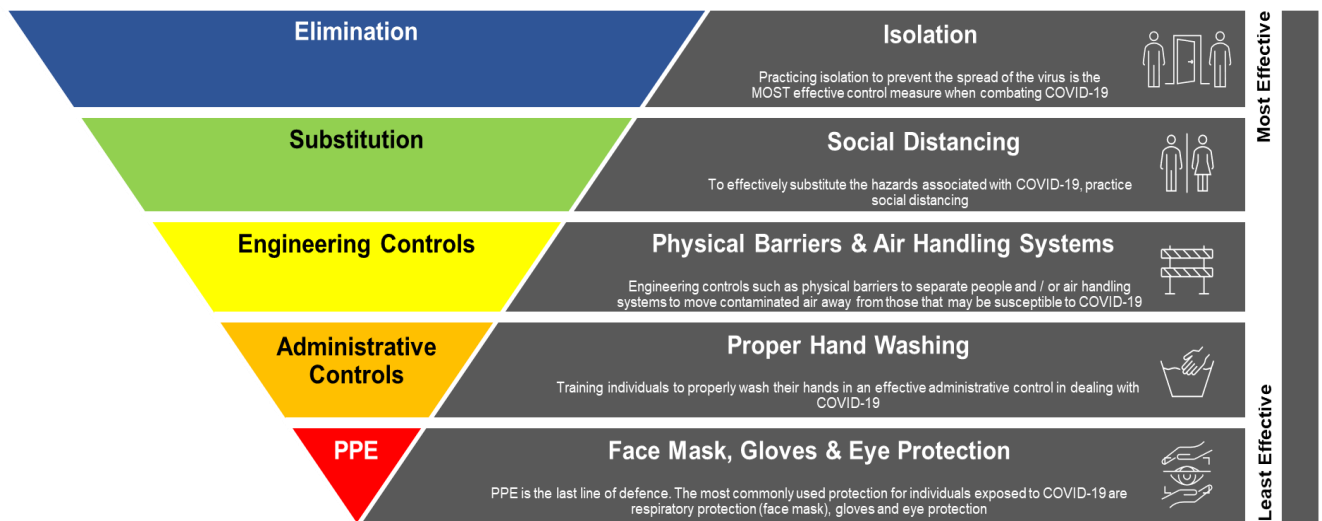 Elimination
Isolation
Practicing isolation to prevent the spread of the virus is the
MOST effective control measure when combating COVID-19
Substitution
Social Distancing
To effectively substitute the hazards associated with COVID-19, practice
social distancing
Engineering Controls
Physical Barriers & Air Handling Systems
Engineering controls such as physical barriers to separate people and / or air handling
systems to move contaminated air away from those that may be susceptible to COVID-19
Administrative
Controls
Proper Hand Washing
Training individuals to properly wash their hands in an effective administrative control in dealing with
COVID-19
PPE
Face Mask, Gloves & Eye Protection
PPE is the last line of defence. The most commonly used protection for individuals exposed to COVID-19 are
respiratory protection (face mask), gloves and eye protection
Most Effective
Least Effective